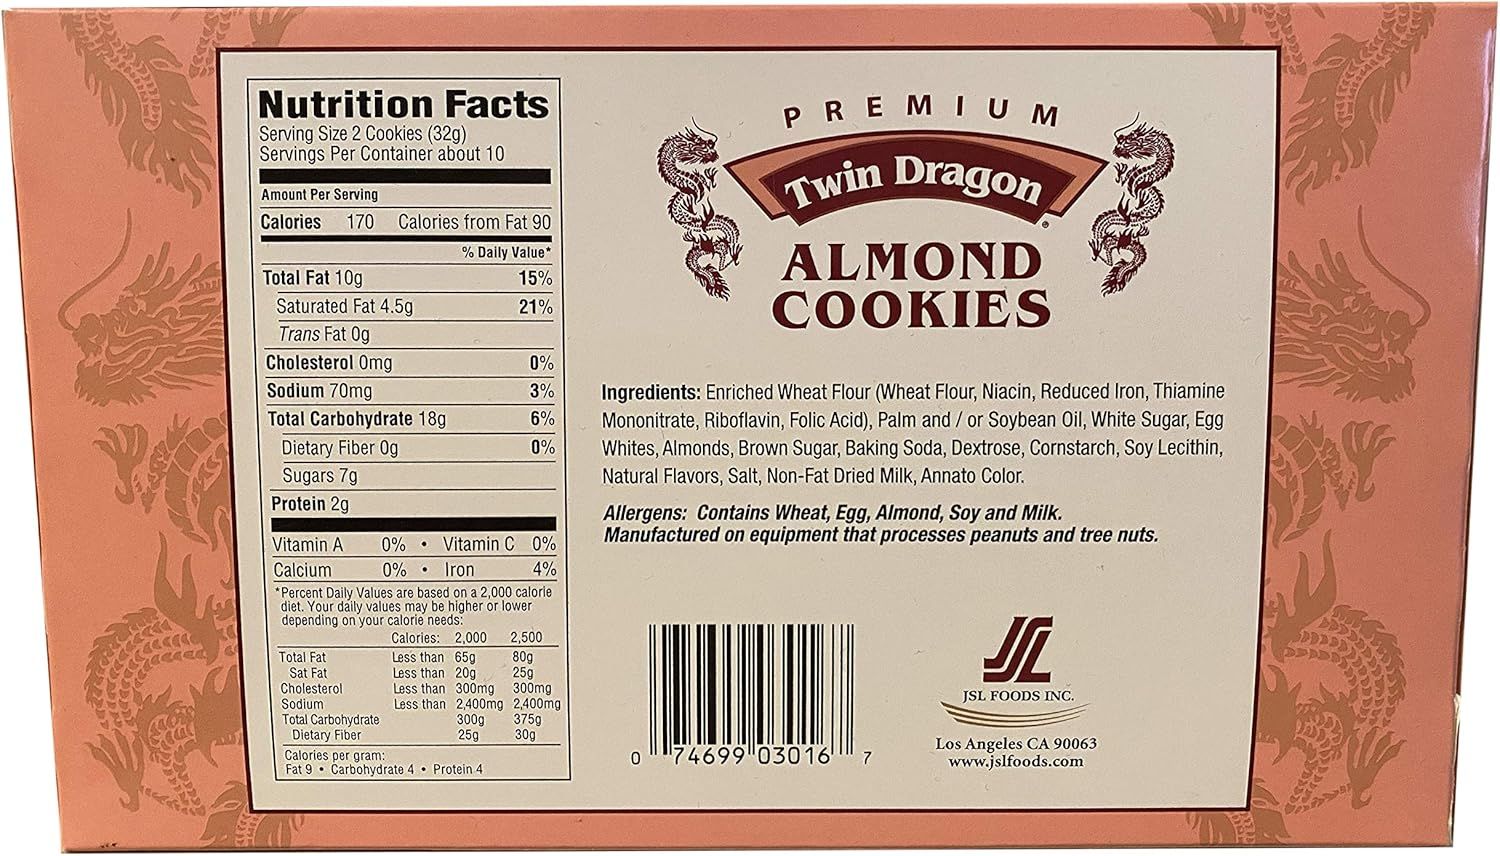 Nutrition Facts
Serving Size 2 Cookies (32g)
Servings Per Container about 10
Amount Per Serving
Calories 170 Calories from Fat 90
% Daily Value*
Total Fat 10g 15%
Saturated Fat 4.5g 21%
Trans Fat 0g
Cholesterol 0mg 0%
Sodium 70mg 3%
Total Carbohydrate 18g 6%
Dietary Fiber 0g 0%
Sugars 7g
Protein 2g
Vitamin A 0% • Vitamin C 0%
Calcium 0% • Iron 4%
*Percent Daily Values are based on a 2,000 calorie
diet. Your daily values may be higher or lower
depending on your calorie needs:
Calories: 2,000 2,500
Total Fat Less than 65g 80g
Sat Fat Less than 20g 25g
Cholesterol Less than 300mg 300mg
Sodium Less than 2,400mg 2,400mg
Total Carbohydrate 300g 375g
Dietary Fiber 25g 30g
Calories per gram:
Fat 9 • Carbohydrate 4 • Protein 4
PREMIUM
Twin Dragon®
ALMOND
COOKIES
Ingredients: Enriched Wheat Flour (Wheat Flour, Niacin, Reduced Iron, Thiamine
Mononitrate, Riboflavin, Folic Acid), Palm and / or Soybean Oil, White Sugar, Egg
Whites, Almonds, Brown Sugar, Baking Soda, Dextrose, Cornstarch, Soy Lecithin,
Natural Flavors, Salt, Non-Fat Dried Milk, Annato Color.
Allergens: Contains Wheat, Egg, Almond, Soy and Milk.
Manufactured on equipment that processes peanuts and tree nuts.
0 74699 03016 7
JSL
JSL FOODS INC.
Los Angeles CA 90063
www.jslfoods.com